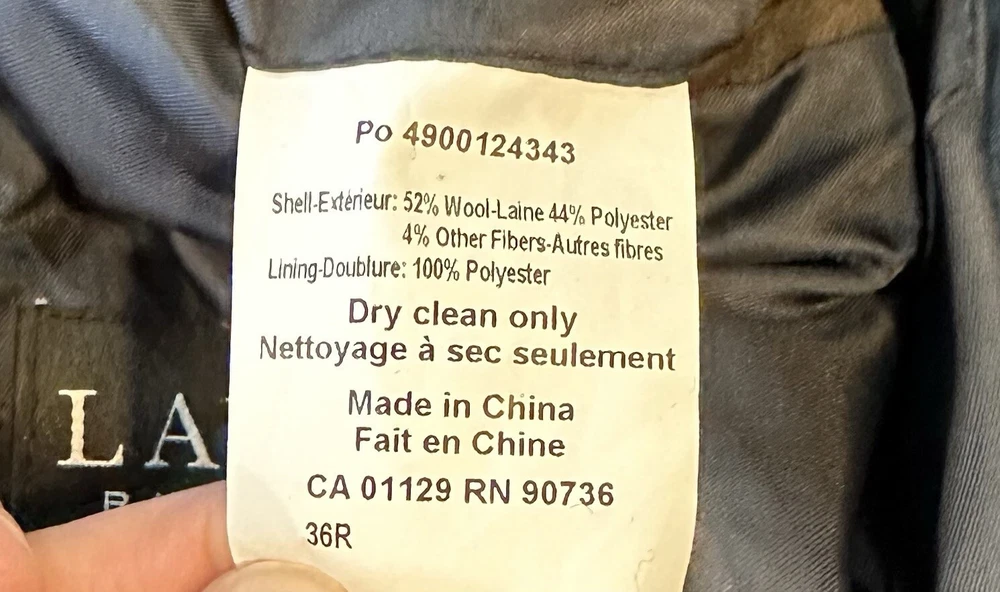 Po 4900124343
Shell-Extérieur: 52% Wool-Laine 44% Polyester
4% Other Fibers-Autres fibres
Lining-Doublure: 100% Polyester
Dry clean only
Nettoyage à sec seulement
Made in China
Fait en Chine
CA 01129 RN 90736
36R
LA